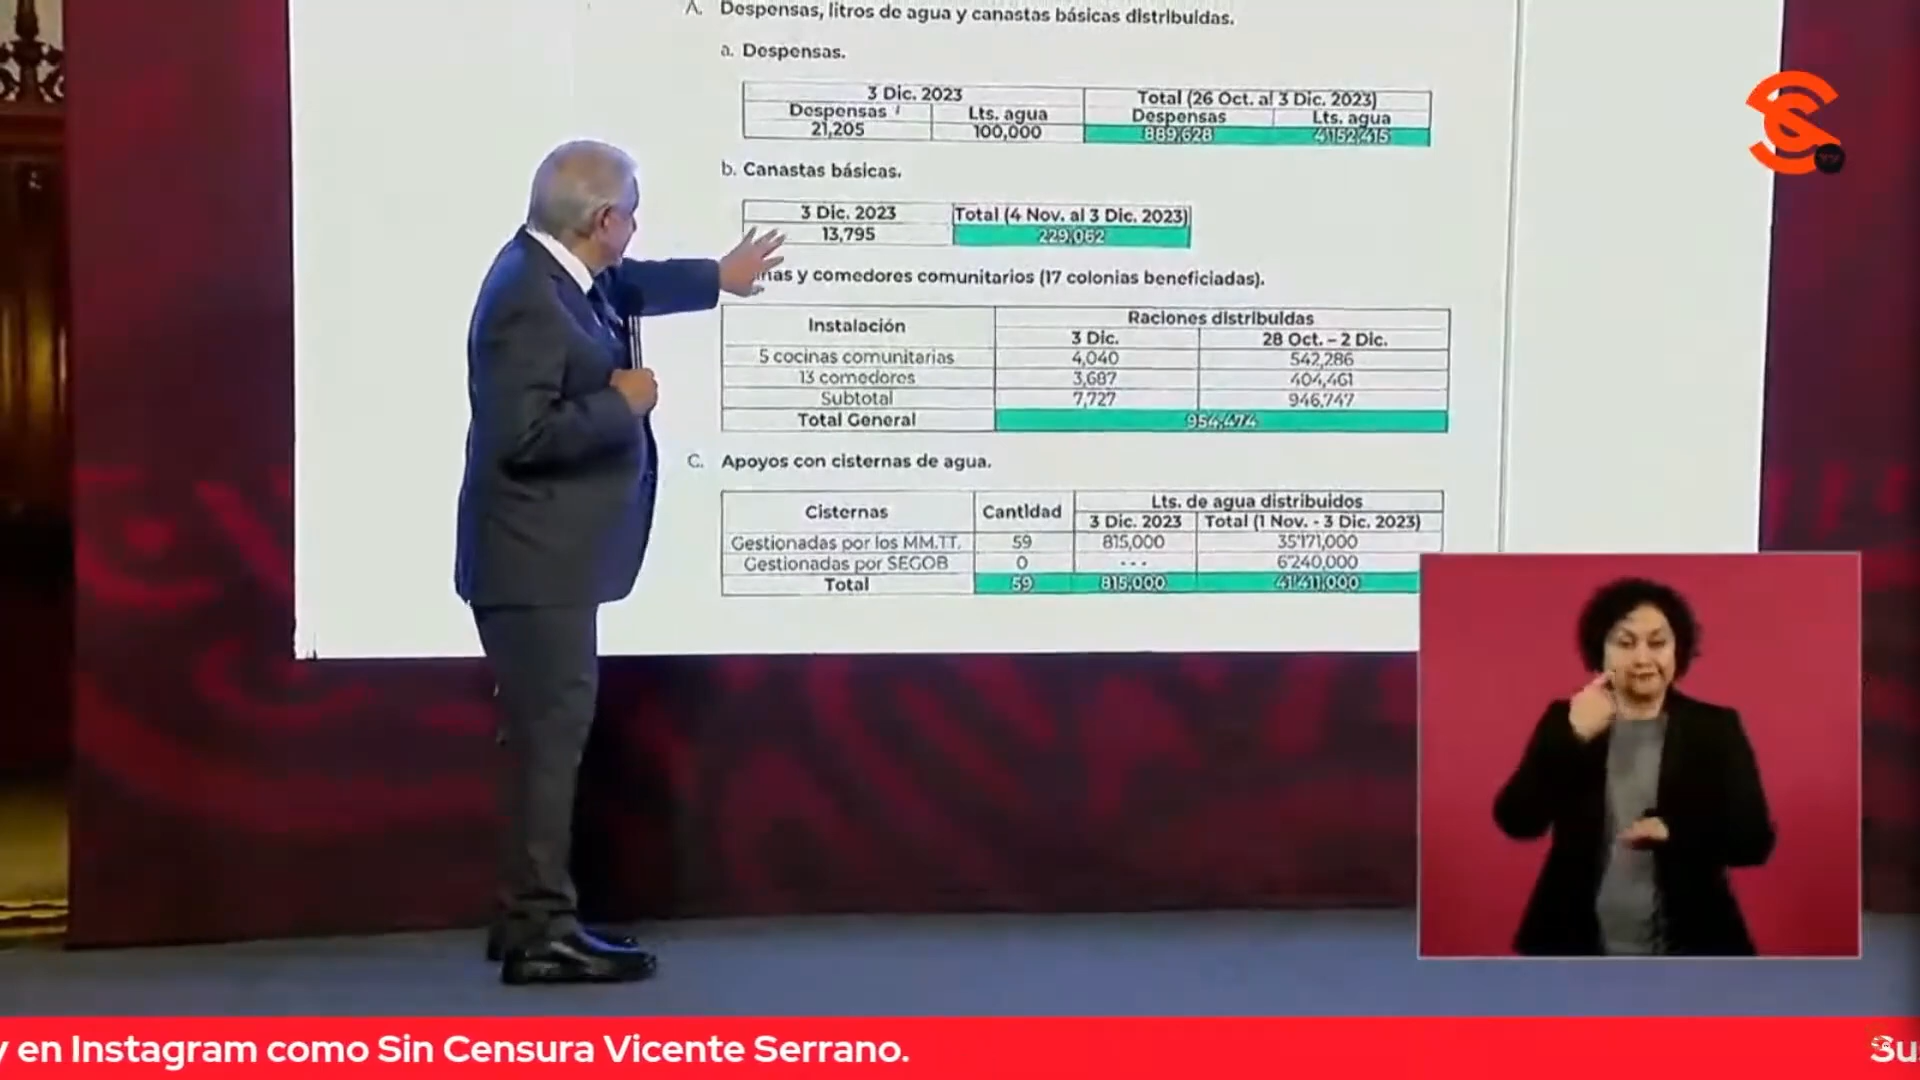 A. Despensas, litros de agua y canastas básicas distribuidas.
a. Despensas.
3 Dic. 2023 Total (26 Oct. al 3 Dic. 2023)
Despensas Lts. agua Despensas Lts. agua
21,205 100,000 889,628 4'152,415
b. Canastas básicas.
3 Dic. 2023 Total (4 Nov. al 3 Dic. 2023)
13,795 229,062
y comedores comunitarios (17 colonias beneficiadas).
Instalación Raciones distribuidas
3 Dic. 28 Oct. – 2 Dic.
5 cocinas comunitarias 4,040 542,286
13 comedores 3,687 404,461
Subtotal 7,727 946,747
Total General 954,474
C. Apoyos con cisternas de agua.
Cisternas Cantidad Lts. de agua distribuidos
3 Dic. 2023 Total (1 Nov. - 3 Dic. 2023)
Gestionadas por los MM.TT. 59 815,000 35'171,000
Gestionadas por SEGOB 0 --- 6'240,000
Total 59 815,000 41'411,000
y en Instagram como Sin Censura Vicente Serrano.